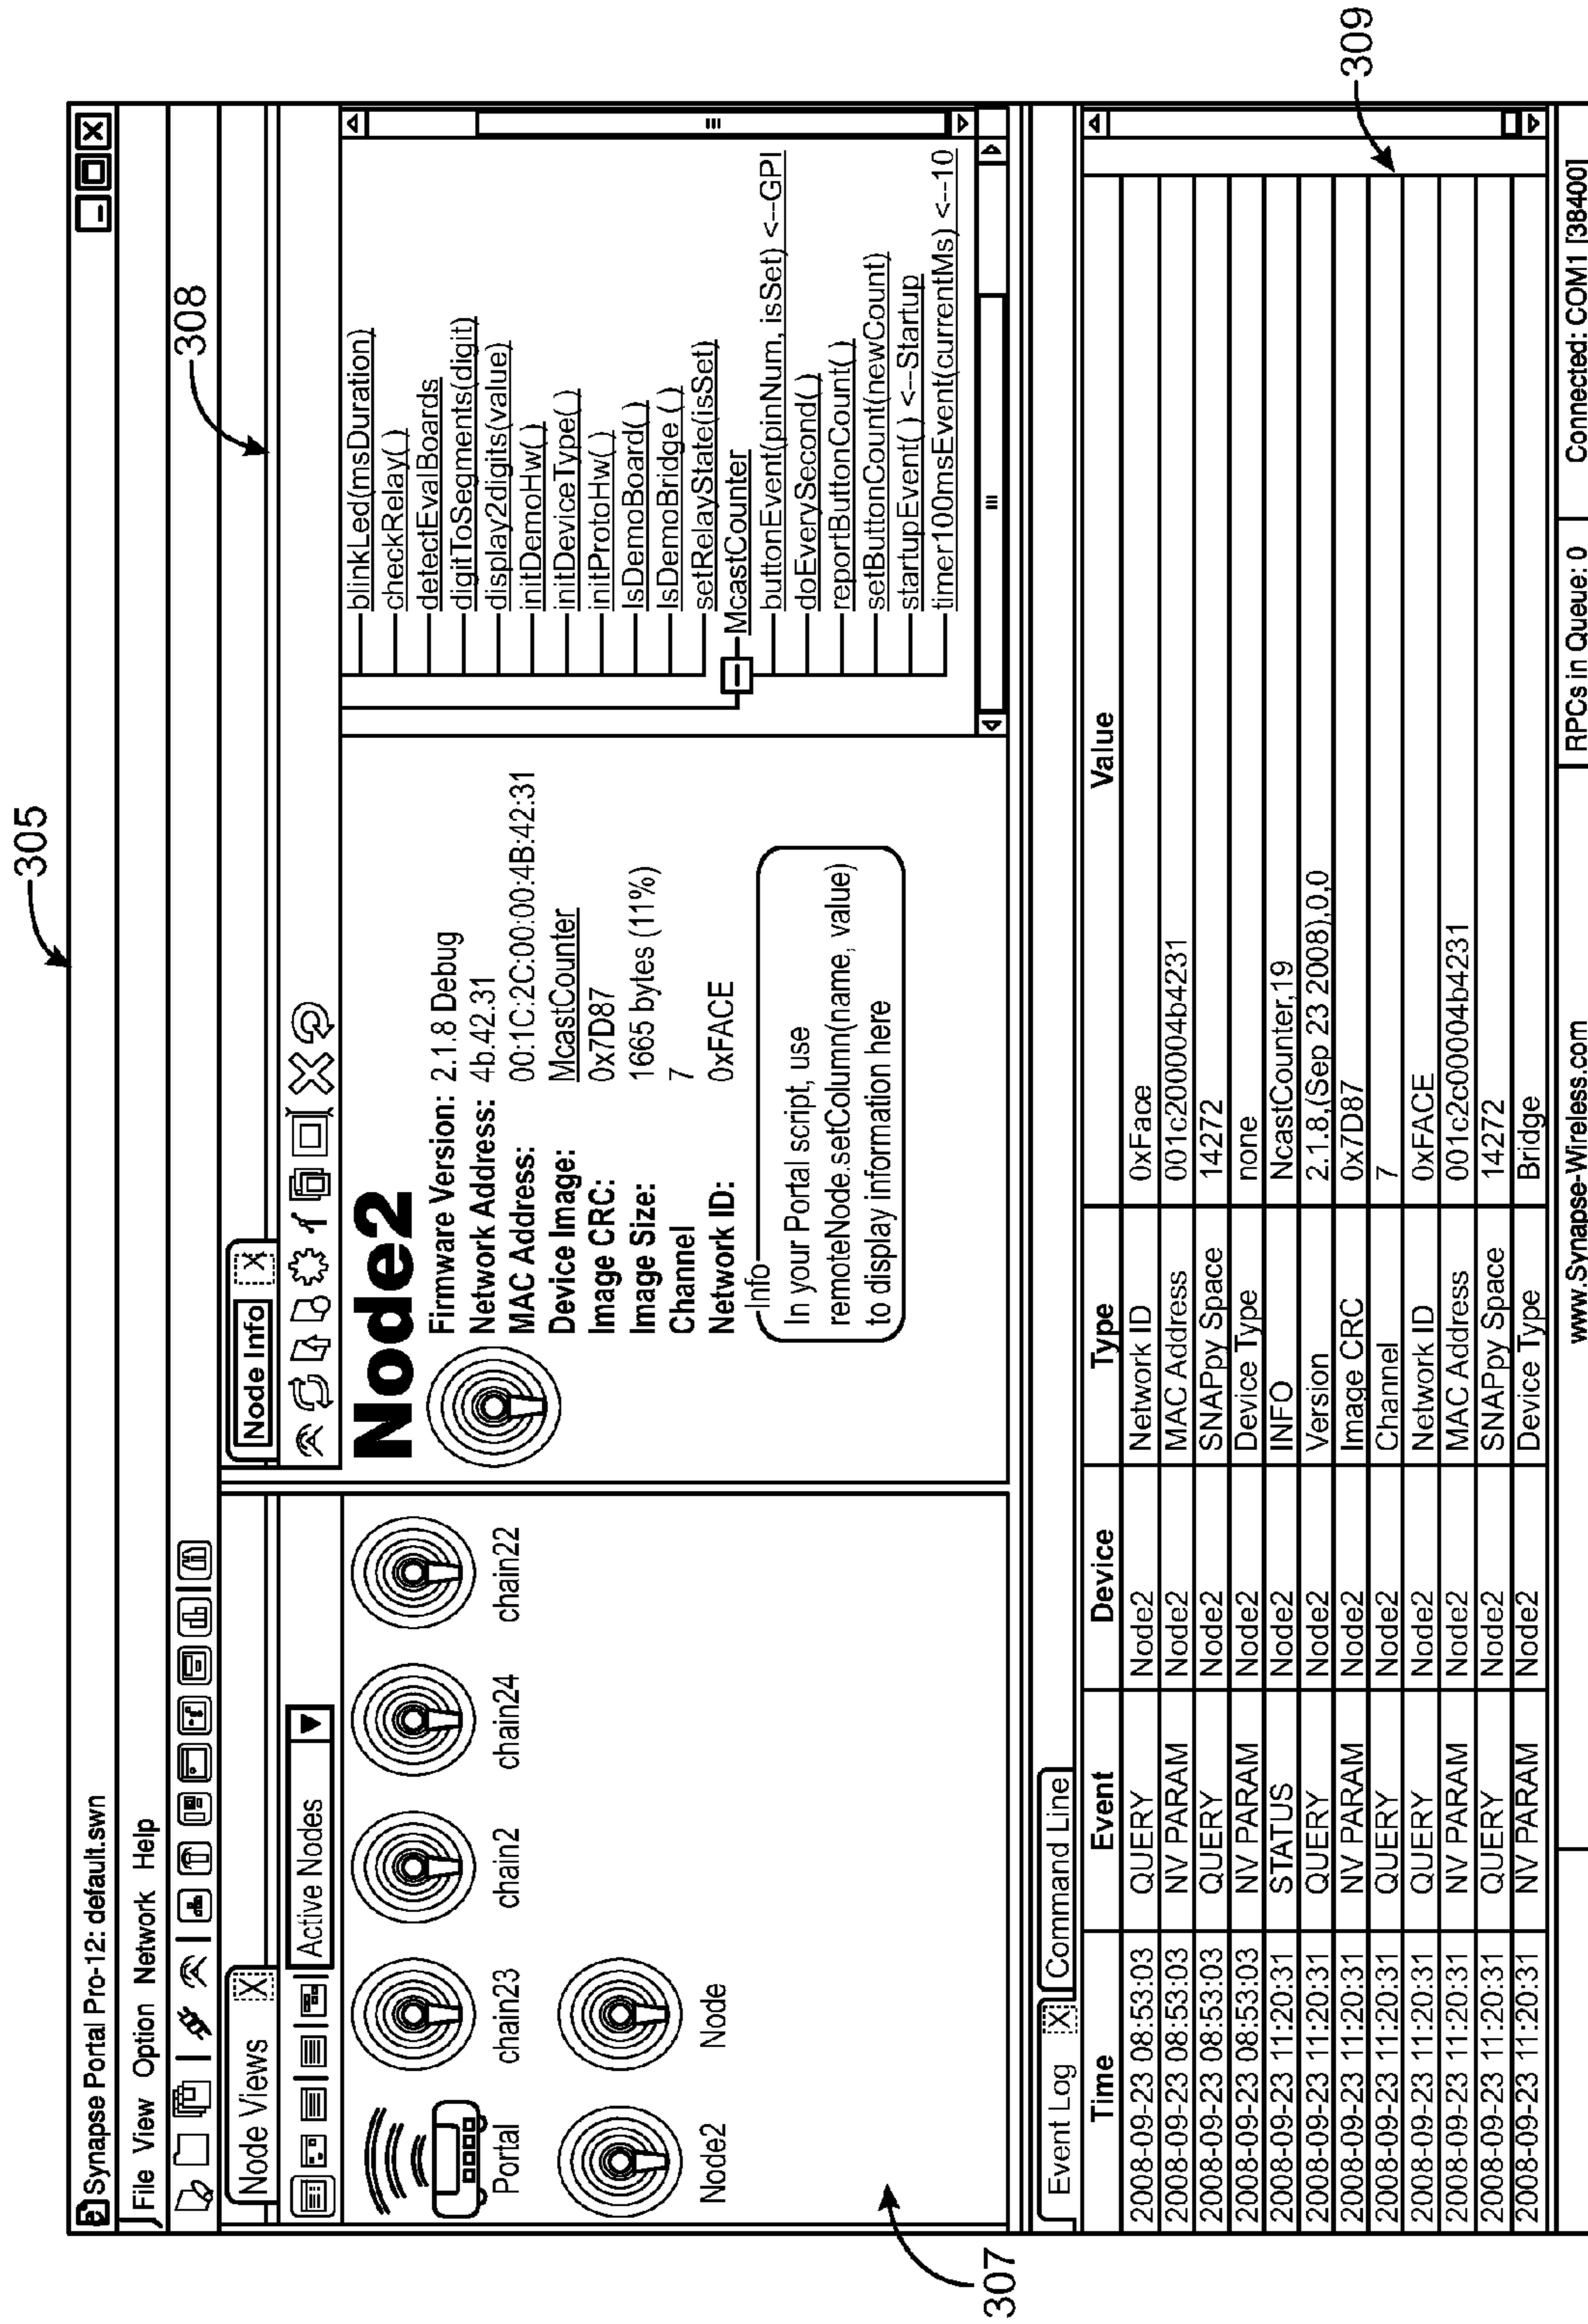 305
Synapse Portal Pro-12: default.swn
File View Option Network Help
308
Node Views X
Node Info X
Active Nodes
Portal
chain23
chain2
chain24
chain22
Node2
Node
307
Node2
Firmware Version: 2.1.8 Debug
Network Address: 4b.42.31
MAC Address: 00:1C:2C:00:00:4B:42:31
Device Image: McastCounter
Image CRC: 0x7D87
Image Size: 1665 bytes (11%)
Channel 7
Network ID: 0xFACE
Info
In your Portal script, use
remoteNode.setColumn(name, value)
to display information here
blinkLed(msDuration)
checkRelay( )
detectEvalBoards
digitToSegments(digit)
display2digits(value)
initDemoHw( )
initDeviceType( )
initProtoHw( )
IsDemoBoard( )
IsDemoBridge ( )
setRelayState(isSet)
McastCounter
buttonEvent(pinNum, isSet) <--GPI
doEverySecond( )
reportButtonCount( )
setButtonCount(newCount)
startupEvent( ) <--Startup
timer100msEvent(currentMs) <--10
Event Log X Command Line
309
Time Event Device Type Value
2008-09-23 08:53:03 QUERY Node2 Network ID 0xFace
2008-09-23 08:53:03 NV PARAM Node2 MAC Address 001c200004b4231
2008-09-23 08:53:03 QUERY Node2 SNAPpy Space 14272
2008-09-23 08:53:03 NV PARAM Node2 Device Type none
2008-09-23 11:20:31 STATUS Node2 INFO NcastCounter,19
2008-09-23 11:20:31 QUERY Node2 Version 2.1.8,(Sep 23 2008),0,0
2008-09-23 11:20:31 NV PARAM Node2 Image CRC 0x7D87
2008-09-23 11:20:31 QUERY Node2 Channel 7
2008-09-23 11:20:31 QUERY Node2 Network ID 0xFACE
2008-09-23 11:20:31 NV PARAM Node2 MAC Address 001c2c00004b4231
2008-09-23 11:20:31 QUERY Node2 SNAPpy Space 14272
2008-09-23 11:20:31 NV PARAM Node2 Device Type Bridge
www.Synapse-Wireless.com RPCs in Queue: 0 Connected: COM1 [38400]